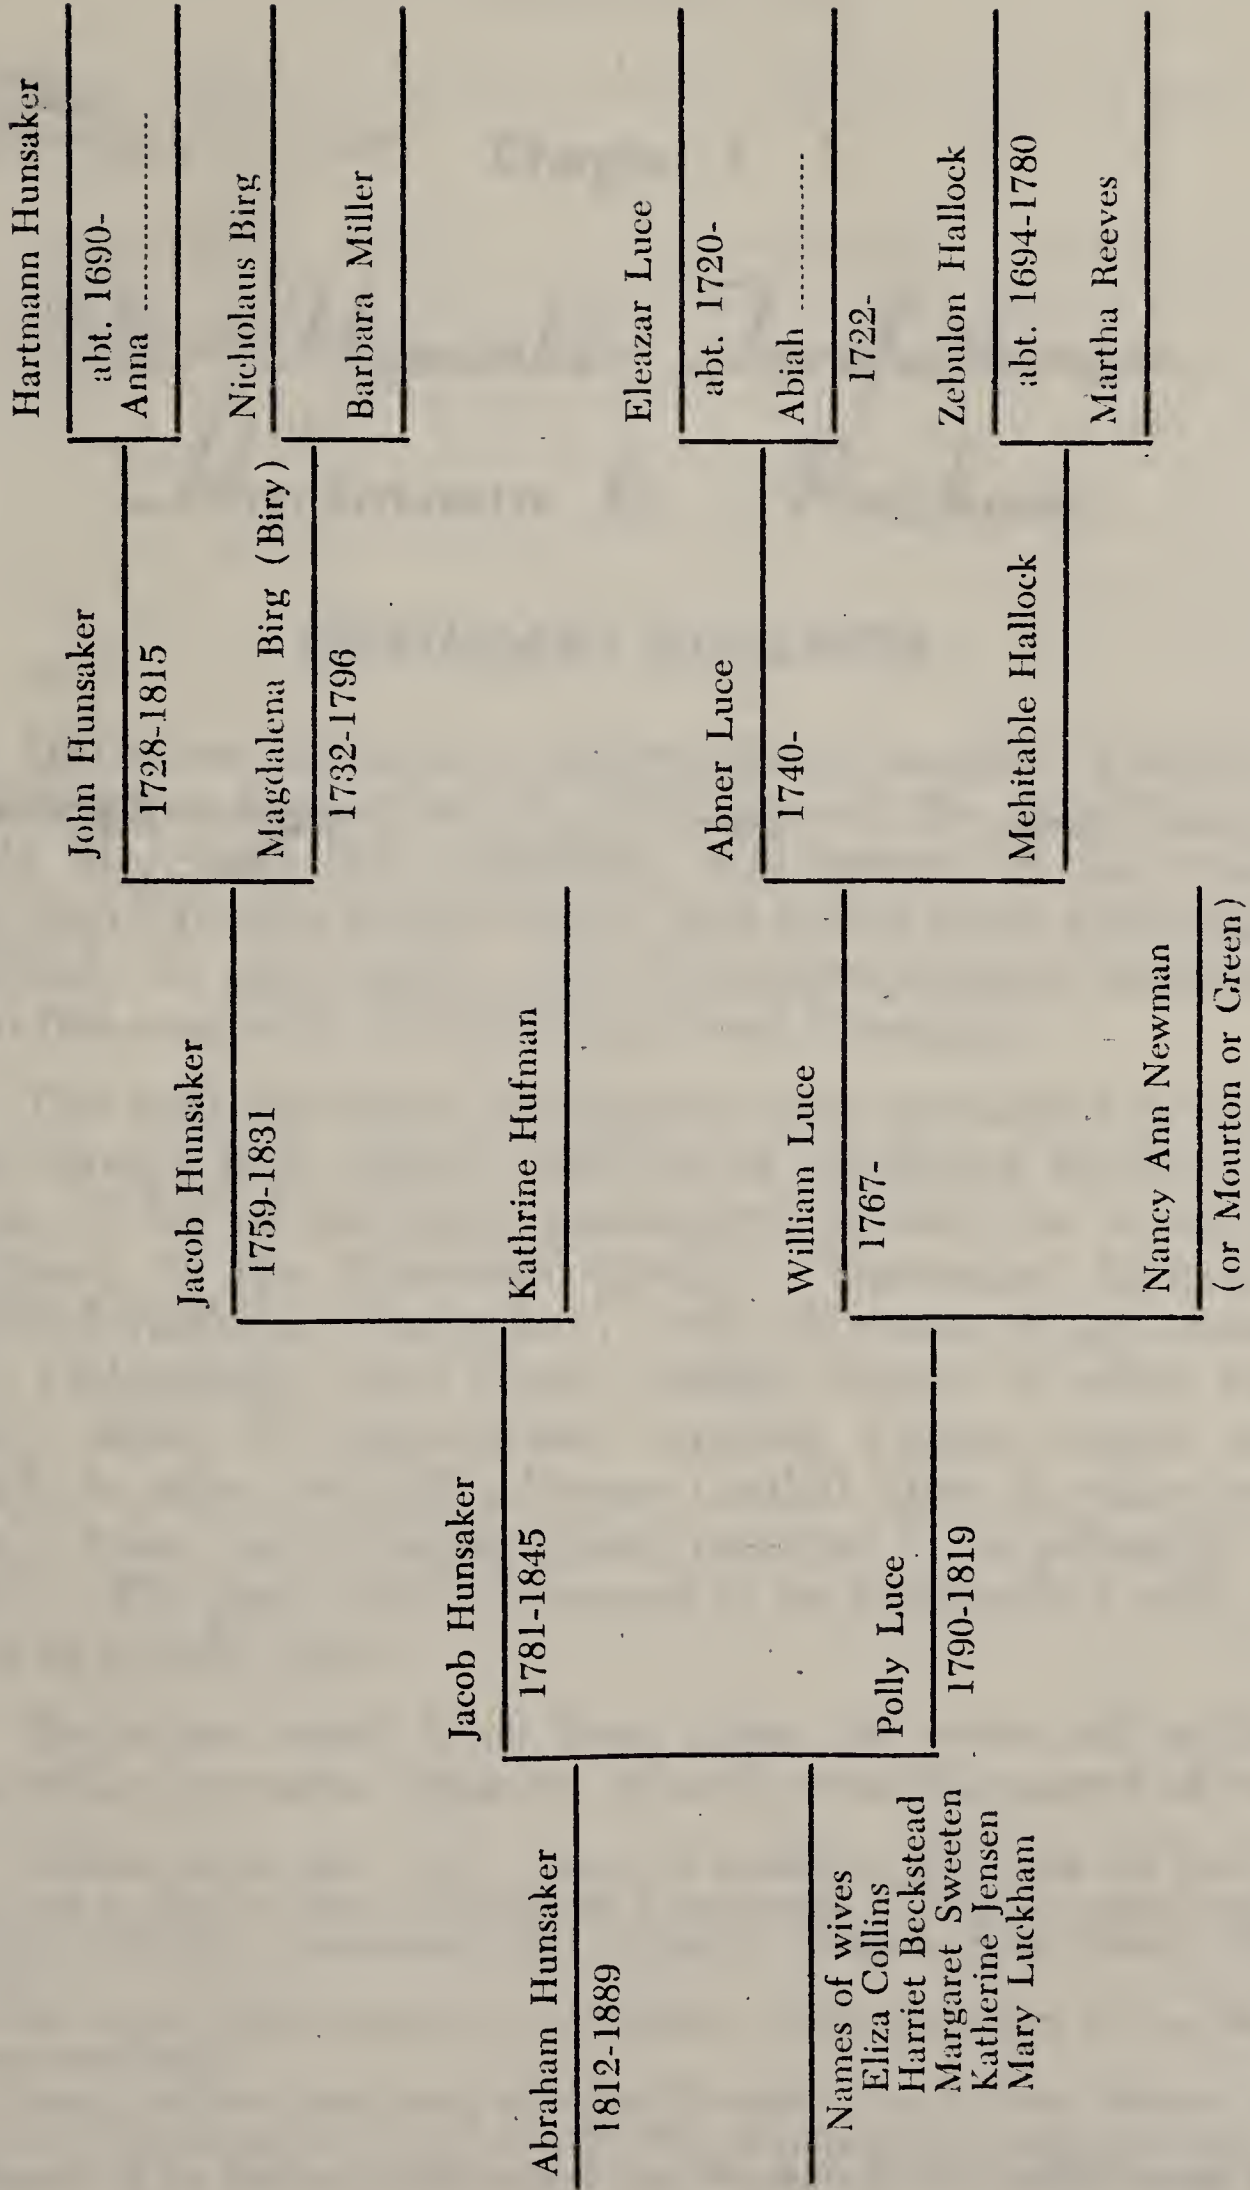 Hartmann Hunsaker
abt. 1690-
Anna ................
Nicholaus Birg
Barbara Miller
John Hunsaker
1728-1815
Magdalena Birg (Biry)
1732-1796
Jacob Hunsaker
1759-1831
Kathrine Hufman
Jacob Hunsaker
1781-1845
Abraham Hunsaker
1812-1889
Names of wives
Eliza Collins
Harriet Beckstead
Margaret Sweeten
Katherine Jensen
Mary Luckham
Polly Luce
1790-1819
William Luce
1767-
Nancy Ann Newman
(or Mourton or Green)
Abner Luce
1740-
Mehitable Hallock
Eleazar Luce
abt. 1720-
Abiah ............
1722-
Zebulon Hallock
abt. 1694-1780
Martha Reeves